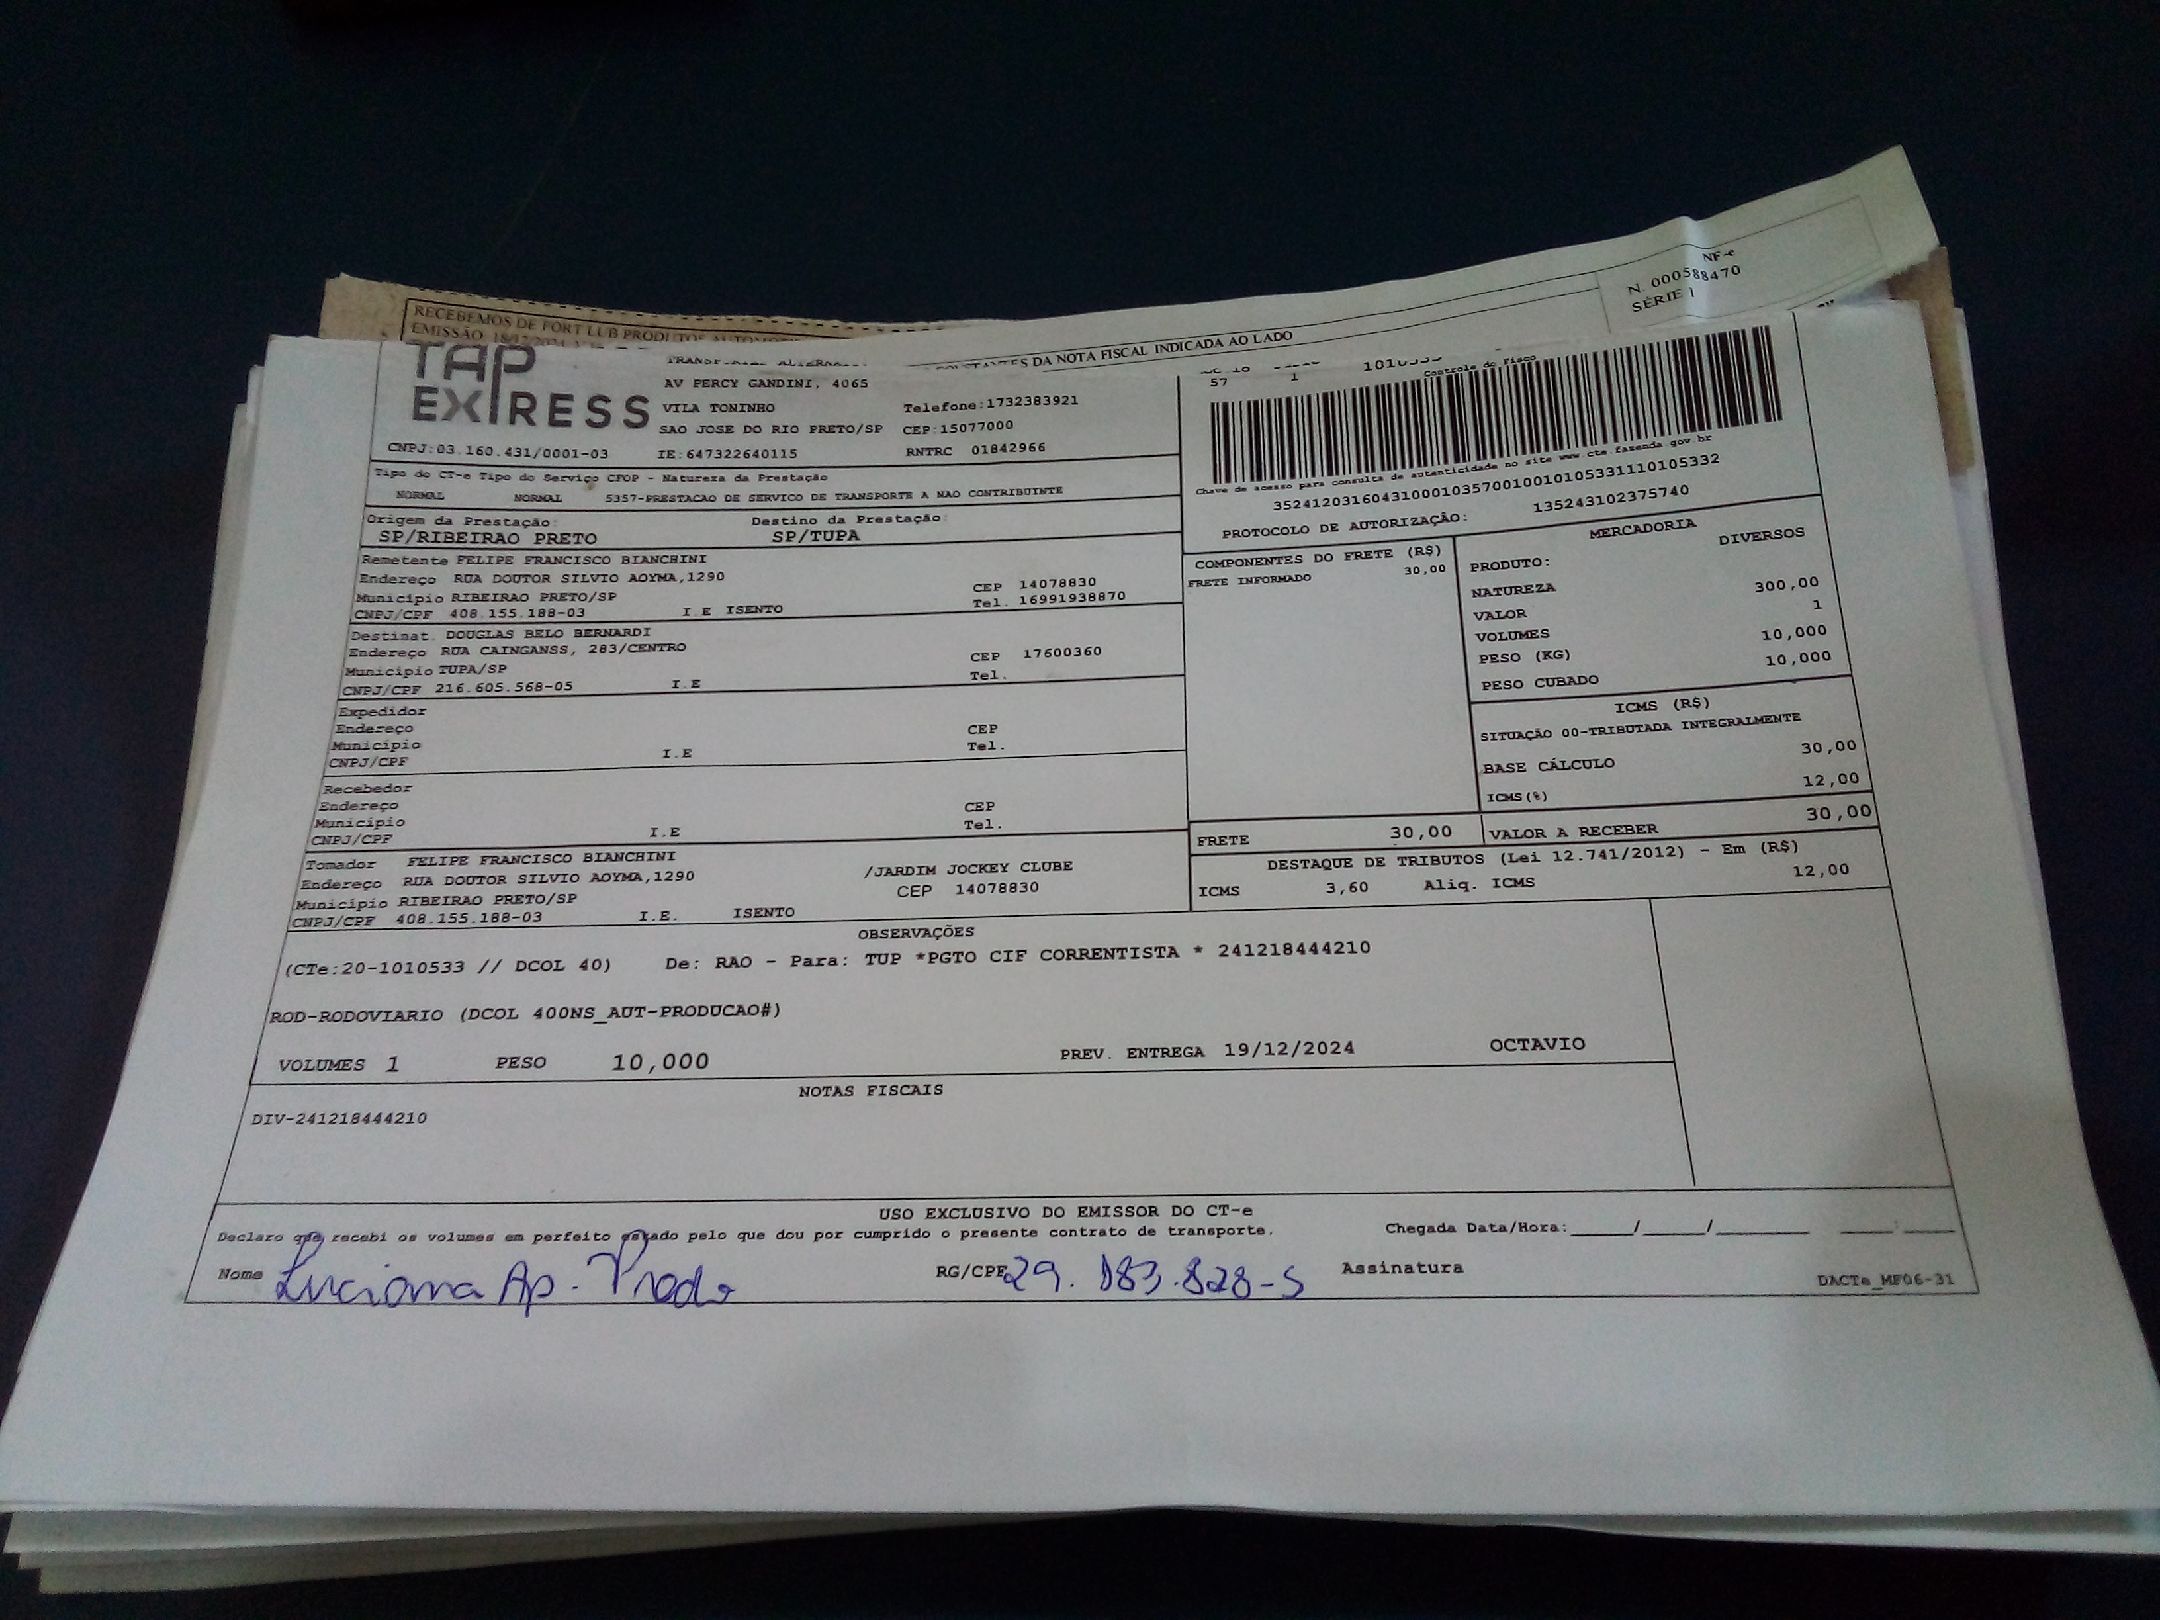 NF-e
N. 000588470
SÉRIE 1
RECEBEMOS DE FORT LUB PRODUTOS
EMISSÃO
DA NOTA FISCAL INDICADA AO LADO
TAP
EXPRESS
AV PERCY GANDINI, 4065
VILA TONINHO Telefone:1732383921
SAO JOSE DO RIO PRETO/SP CEP:15077000
CNPJ:03.160.431/0001-03 IE:647322640115 RNTRC 01842966
57 1
Controle do Fisco
Chave de acesso para consulta de autenticidade no site www.cte.fazenda gov br
35241203160431000103570010010105331110105332
PROTOCOLO DE AUTORIZAÇÃO: 135243102375740
Tipo do CT-e Tipo do Serviço CFOP - Natureza da Prestação
NORMAL NORMAL 5357-PRESTACAO DE SERVICO DE TRANSPORTE A NAO CONTRIBUINTE
Origem da Prestação: Destino da Prestação:
SP/RIBEIRAO PRETO SP/TUPA
Remetente FELIPE FRANCISCO BIANCHINI
Endereço RUA DOUTOR SILVIO AOYMA,1290 CEP 14078830
Município RIBEIRAO PRETO/SP Tel. 16991938870
CNPJ/CPF 408.155.188-03 I.E ISENTO
Destinat. DOUGLAS BELO BERNARDI
Endereço RUA CAINGANSS, 283/CENTRO CEP 17600360
Município TUPA/SP Tel.
CNPJ/CPF 216.605.568-05 I.E
Expedidor
Endereço CEP
Município Tel.
CNPJ/CPF I.E
Recebedor
Endereço CEP
Município Tel.
CNPJ/CPF I.E
Tomador FELIPE FRANCISCO BIANCHINI
Endereço RUA DOUTOR SILVIO AOYMA,1290 /JARDIM JOCKEY CLUBE
Município RIBEIRAO PRETO/SP CEP 14078830
CNPJ/CPF 408.155.188-03 I.E. ISENTO
COMPONENTES DO FRETE (R$)
FRETE INFORMADO 30,00
MERCADORIA
PRODUTO: DIVERSOS
NATUREZA
VALOR 300,00
VOLUMES 1
PESO (KG) 10,000
PESO CUBADO 10,000
ICMS (R$)
SITUAÇÃO 00-TRIBUTADA INTEGRALMENTE
BASE CÁLCULO 30,00
ICMS(%) 12,00
FRETE 30,00 VALOR A RECEBER 30,00
DESTAQUE DE TRIBUTOS (Lei 12.741/2012) - Em (R$)
ICMS 3,60 Aliq. ICMS 12,00
OBSERVAÇÕES
(CTe:20-1010533 // DCOL 40) De: RAO - Para: TUP *PGTO CIF CORRENTISTA * 241218444210
ROD-RODOVIARIO (DCOL 400NS_AUT-PRODUCAO#)
VOLUMES 1 PESO 10,000 PREV. ENTREGA 19/12/2024 OCTAVIO
NOTAS FISCAIS
DIV-241218444210
USO EXCLUSIVO DO EMISSOR DO CT-e
Declaro que recebi os volumes em perfeito estado pelo que dou por cumprido o presente contrato de transporte. Chegada Data/Hora:____/____/____
Nome Luciana Ap. Prado RG/CPF 29.183.828-5 Assinatura
DACTe_MF06-31